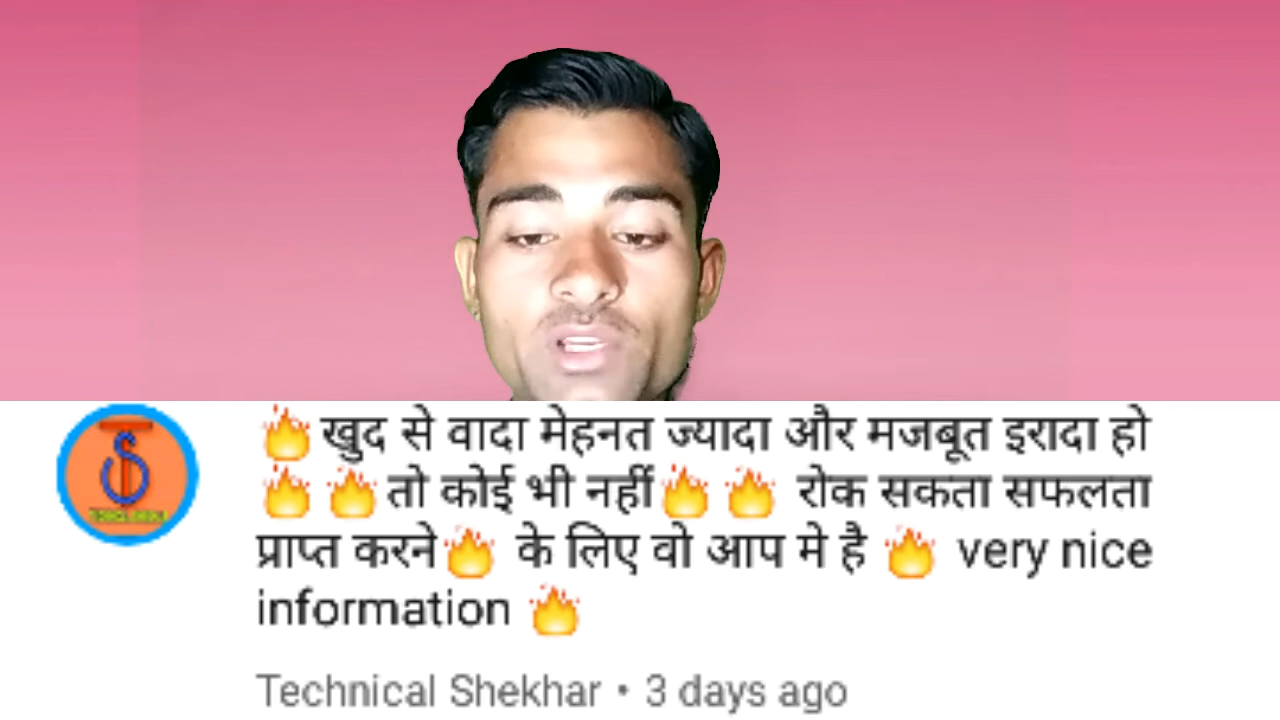 🔥खुद से वादा मेहनत ज्यादा और मजबूत इरादा हो
🔥🔥तो कोई भी नहीं🔥🔥 रोक सकता सफलता
प्राप्त करने🔥 के लिए वो आप मे है 🔥 very nice
information 🔥
Technical Shekhar • 3 days ago